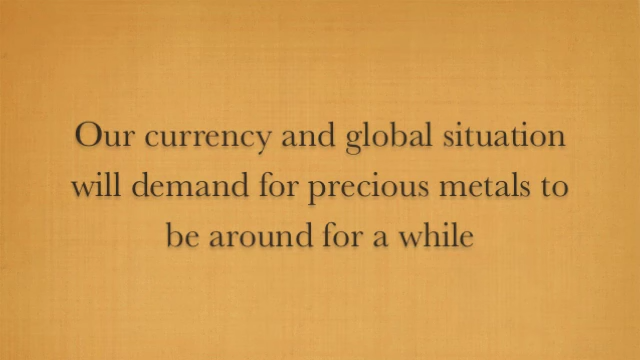 Our currency and global situation
will demand for precious metals to
be around for a while